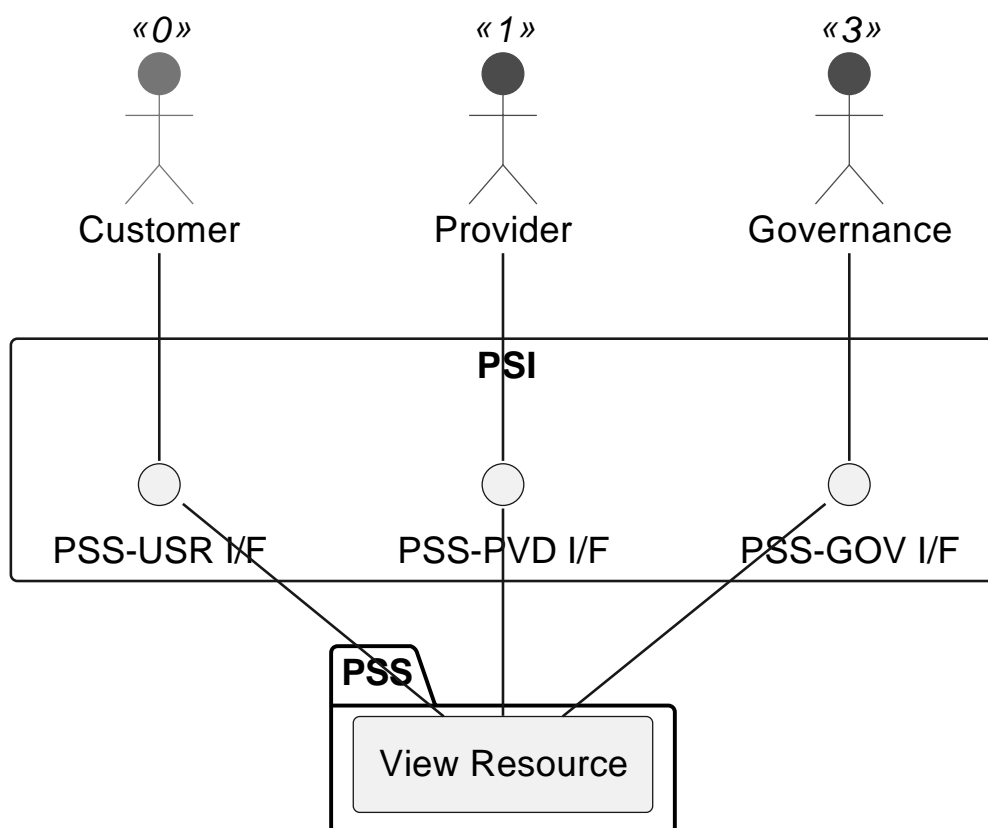 «0» «1» «3»
Customer Provider Governance
PSI
PSS-USR I/F PSS-PVD I/F PSS-GOV I/F
PSS
View Resource